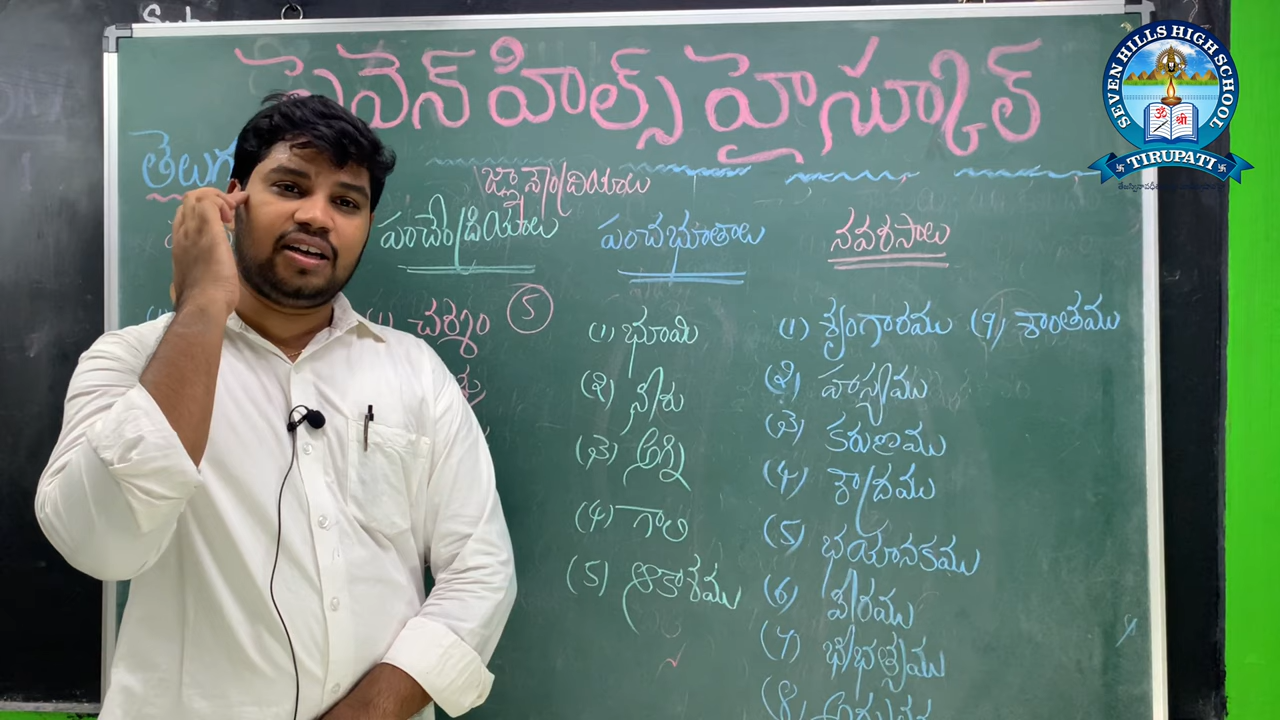 సెవెన్ హిల్స్ హైస్కూల్
తెలుగు
జ్ఞానేంద్రియాలు
పంచేంద్రియాలు
పంచభూతాలు
నవరసాలు
(1) చర్మం (5)
(1) భూమి
(2) నీరు
(3) అగ్ని
(4) గాలి
(5) ఆకాశము
(1) శృంగారము (9) శాంతము
(2) హాస్యము
(3) కరుణము
(4) రౌద్రము
(5) భయానకము
(6) వీరము
(7) భీభత్సము
(8)
SEVEN HILLS HIGH SCHOOL
ॐ श्री
TIRUPATI